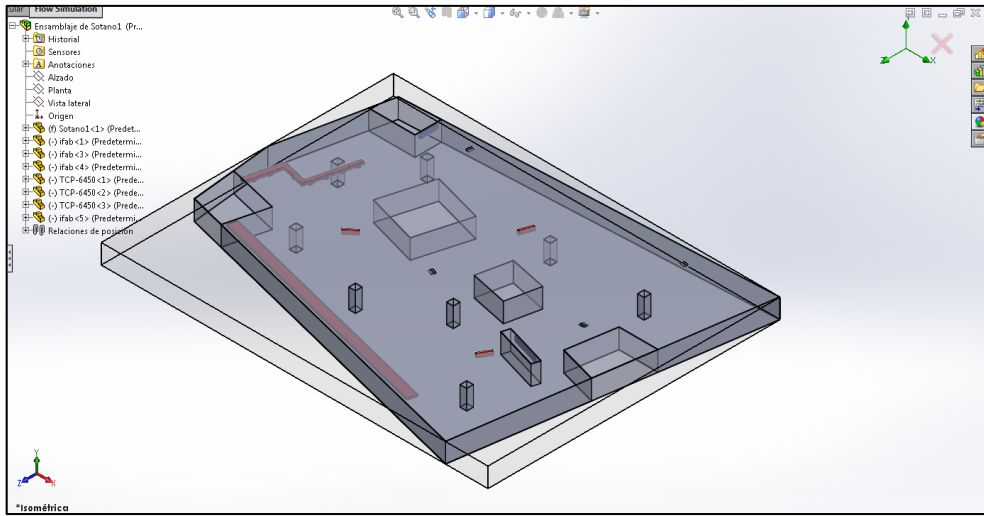 ular Flow Simulation
Ensamblaje de Sotano1 (Pr...
Historial
Sensores
A Anotaciones
Alzado
Planta
Vista lateral
Origen
(f) Sotano1<1> (Predet...
(-) ifab<1> (Predetermi...
(-) ifab<3> (Predetermi...
(-) ifab<4> (Predetermi...
(-) TCP-6450<1> (Prede...
(-) TCP-6450<2> (Prede...
(-) TCP-6450<3> (Prede...
(-) ifab<5> (Predetermi...
Relaciones de posición
Z X
Y
Z X
*Isométrica